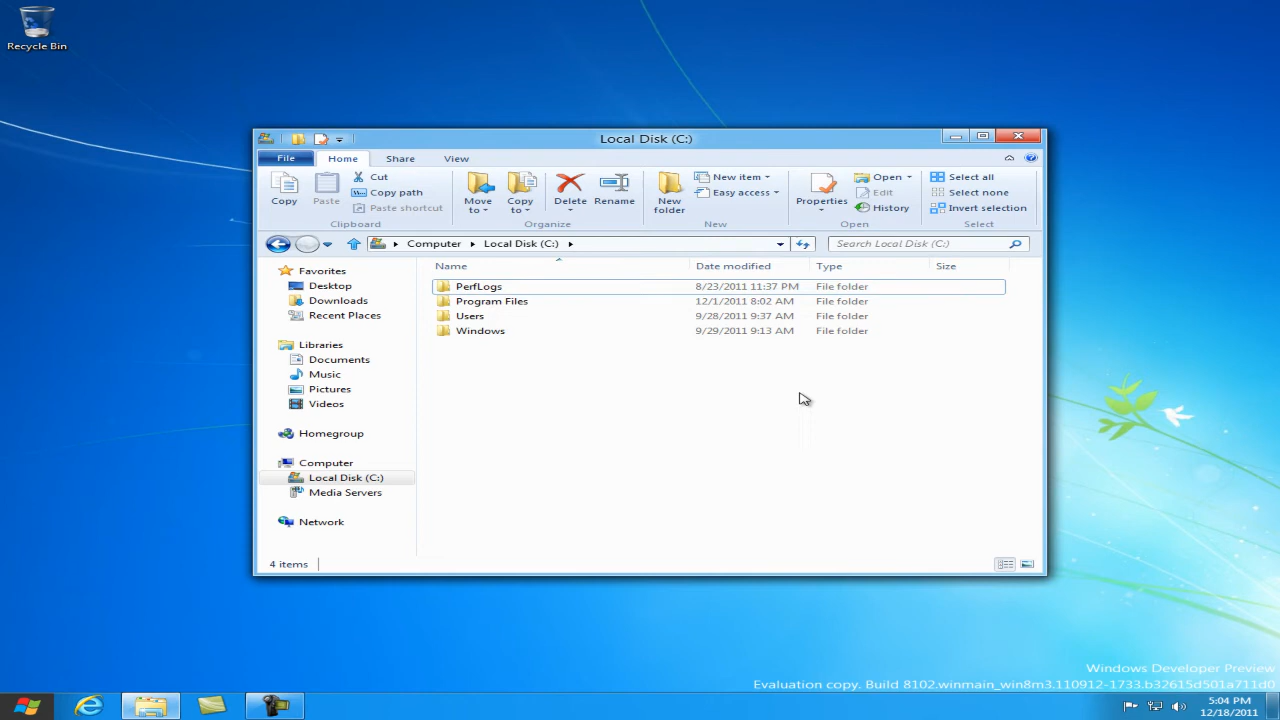 Recycle Bin
Local Disk (C:)
File Home Share View
Copy
Paste
Cut
Copy path
Paste shortcut
Clipboard
Move to
Copy to
Delete
Rename
Organize
New folder
New item
Easy access
New
Properties
Open
Edit
History
Open
Select all
Select none
Invert selection
Select
Computer Local Disk (C:)
Search Local Disk (C:)
Favorites
Desktop
Downloads
Recent Places
Libraries
Documents
Music
Pictures
Videos
Homegroup
Computer
Local Disk (C:)
Media Servers
Network
Name Date modified Type Size
PerfLogs 8/23/2011 11:37 PM File folder
Program Files 12/1/2011 8:02 AM File folder
Users 9/28/2011 9:37 AM File folder
Windows 9/29/2011 9:13 AM File folder
4 items
Windows Developer Preview
Evaluation copy. Build 8102.winmain_win8m3.110912-1733.b32615d501a711d0
5:04 PM
12/18/2011